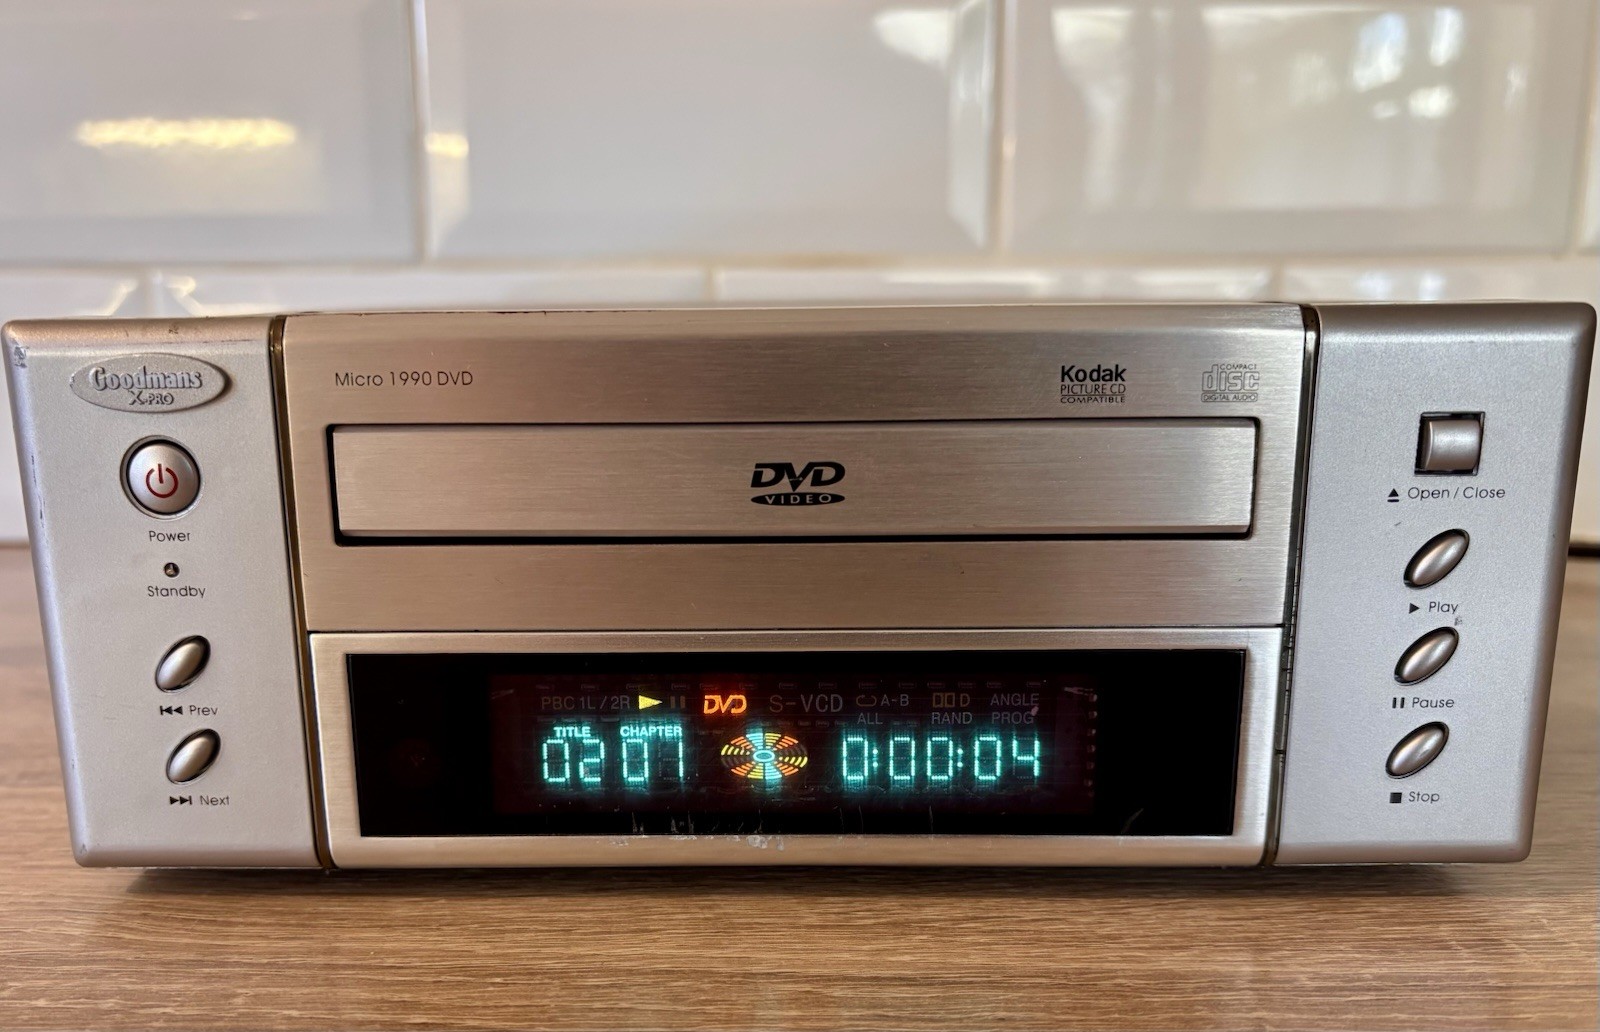 Goodmans
X-PRO
Micro 1990 DVD
Kodak
PICTURE CD
COMPATIBLE
COMPACT
disc
DIGITAL AUDIO
Power
Standby
Prev
Next
DVD
VIDEO
Open / Close
Play
Pause
Stop
PBC 1L / 2R DVD S-VCD A-B D ANGLE
ALL RAND PROG
TITLE CHAPTER
02 01 0:00:04